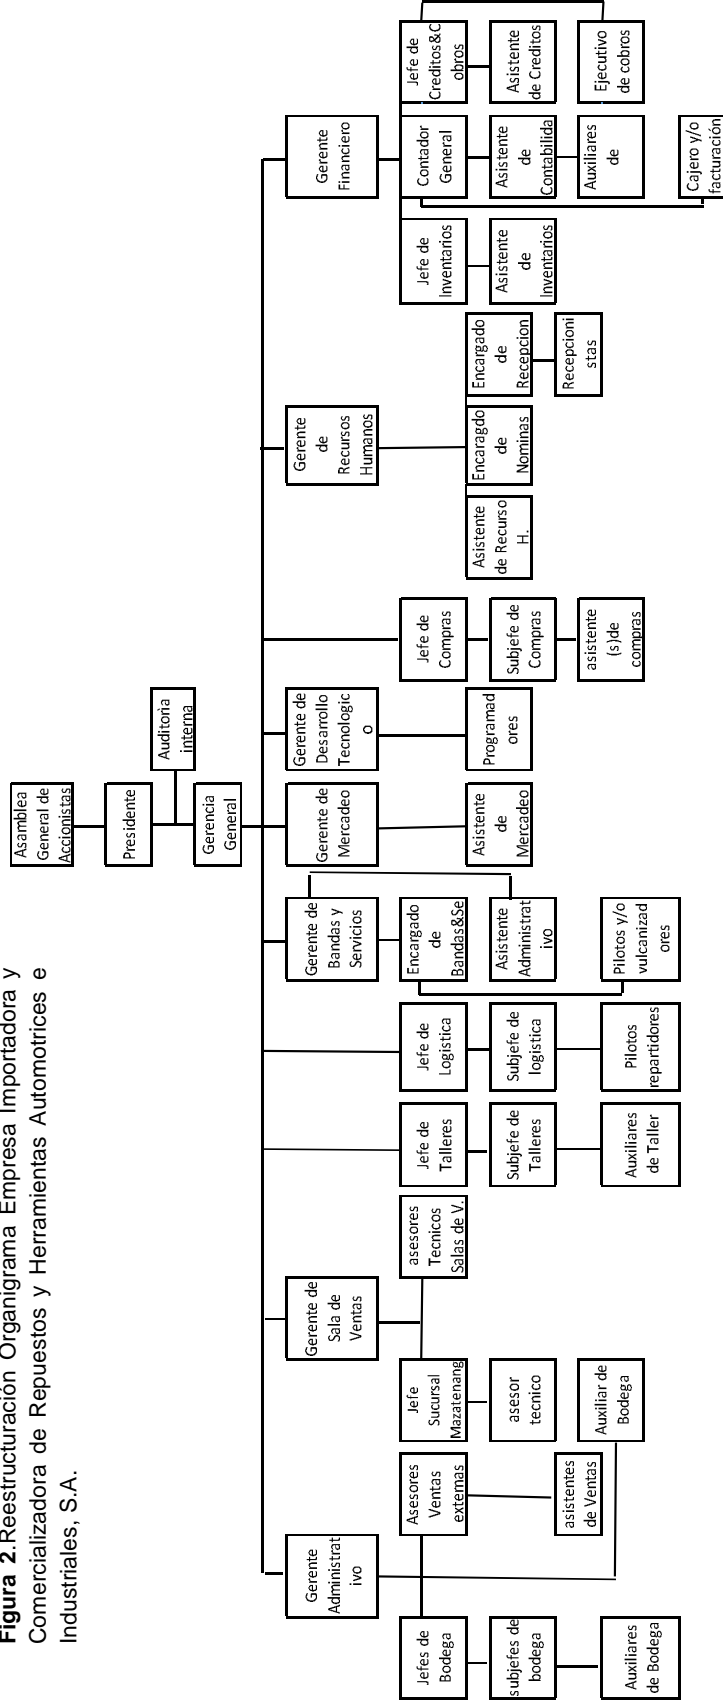 Figura 2.Reestructuración Organigrama Empresa Importadora y
Comercializadora de Repuestos y Herramientas Automotrices e
Industriales, S.A.
Asamblea
General de
Accionistas
Presidente
Auditoria
interna
Gerencia
General
Gerente
Administrat
ivo
Gerente de
Sala de
Ventas
Gerente de
Bandas y
Servicios
Gerente de
Mercadeo
Gerente de
Desarrollo
Tecnologic
o
Gerente
de
Recursos
Humanos
Gerente
Financiero
Jefes de
Bodega
Asesores
Ventas
externas
Jefe
Sucursal
Mazatenang
asesores
Tecnicos
Salas de V.
Jefe de
Talleres
Jefe de
Logistica
Encargado
de
Bandas&Se
Jefe de
Compras
Jefe de
Inventarios
Contador
General
Jefe de
Creditos&C
obros
Asistente
de
Mercadeo
Programad
ores
Asistente
de Recurso
H.
Encaragdo
de
Nominas
Encargado
de
Recepcion
subjefes de
bodega
asesor
tecnico
Subjefe de
Talleres
Subjefe de
logistica
Asistente
Administrat
ivo
Subjefe de
Compras
Asistente
de
Inventarios
Asistente
de
Contabilida
Asistente
de Creditos
asistentes
de Ventas
Recepcioni
stas
Auxiliar de
Bodega
asistente
(s)de
compras
Auxiliares
de
Ejecutivo
de cobros
Auxiliares
de Bodega
Auxiliares
de Taller
Pilotos
repartidores
Pilotos y/o
vulcanizad
ores
Cajero y/o
facturación